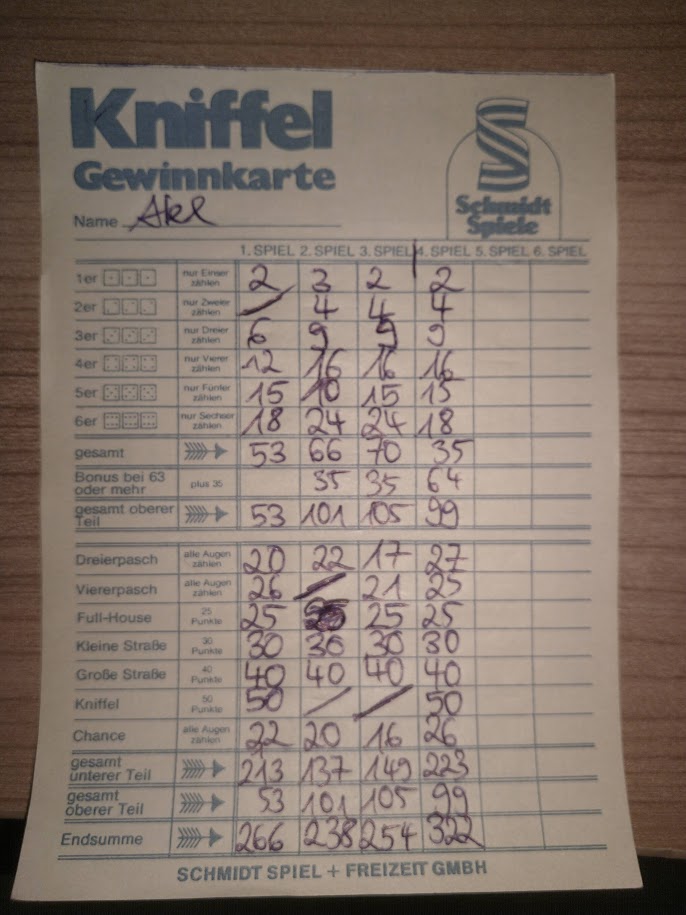 Kniffel
Gewinnkarte
Schmidt
Spiele
Name
1. SPIEL 2. SPIEL 3. SPIEL 4. SPIEL 5. SPIEL 6. SPIEL
1er nur Einser zählen 2 3 2 2
2er nur Zweier zählen 4 4 4
3er nur Dreier zählen 6 9 9 9
4er nur Vierer zählen 12 16 16 16
5er nur Fünfer zählen 15 10 15 15
6er nur Sechser zählen 18 24 24 18
gesamt 53 66 70 35
Bonus bei 63 oder mehr plus 35 35 35 64
gesamt oberer Teil 53 101 105 99
Dreierpasch alle Augen zählen 20 22 17 27
Viererpasch alle Augen zählen 26 21 25
Full-House 25 Punkte 25 25 25
Kleine Straße 30 Punkte 30 30 30 30
Große Straße 40 Punkte 40 40 40 40
Kniffel 50 Punkte 50 50
Chance alle Augen zählen 22 20 16 26
gesamt unterer Teil 213 137 149 223
gesamt oberer Teil 53 101 105 99
Endsumme 266 238 254 322
SCHMIDT SPIEL + FREIZEIT GMBH